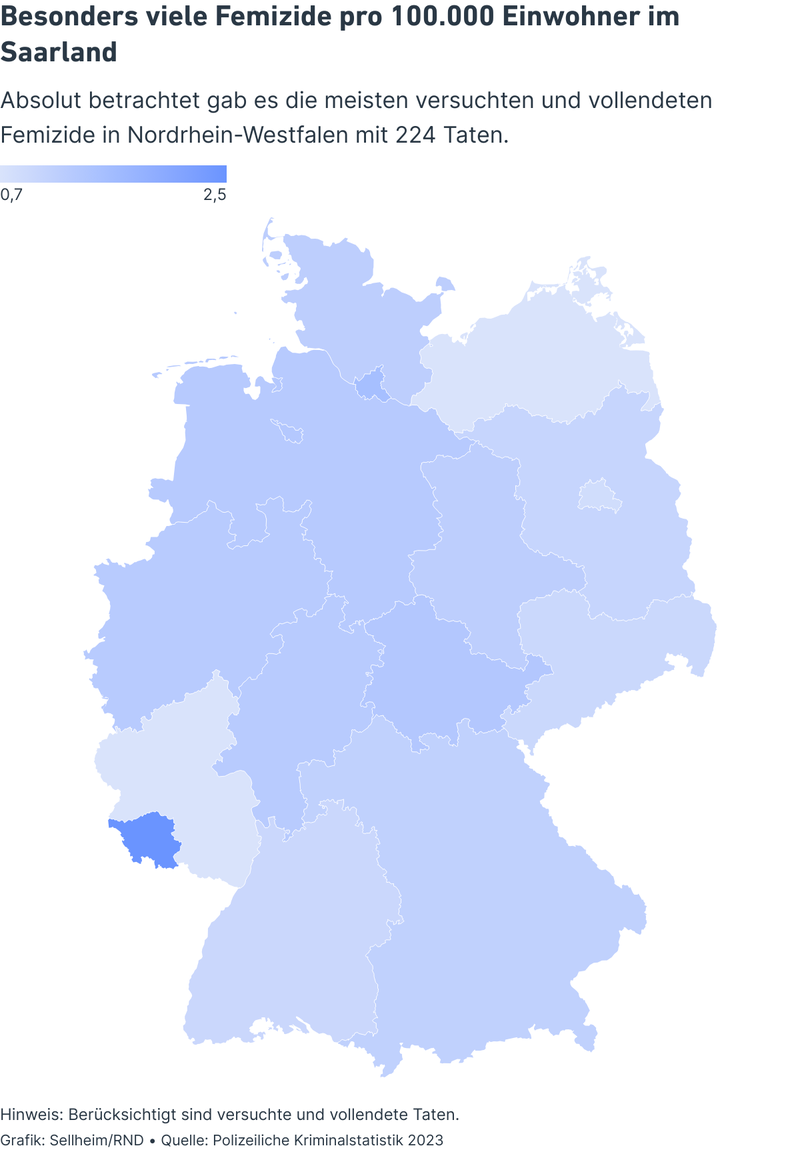 Besonders viele Femizide pro 100.000 Einwohner im
Saarland
Absolut betrachtet gab es die meisten versuchten und vollendeten
Femizide in Nordrhein-Westfalen mit 224 Taten.
0,7 2,5
Hinweis: Berücksichtigt sind versuchte und vollendete Taten.
Grafik: Sellheim/RND • Quelle: Polizeiliche Kriminalstatistik 2023